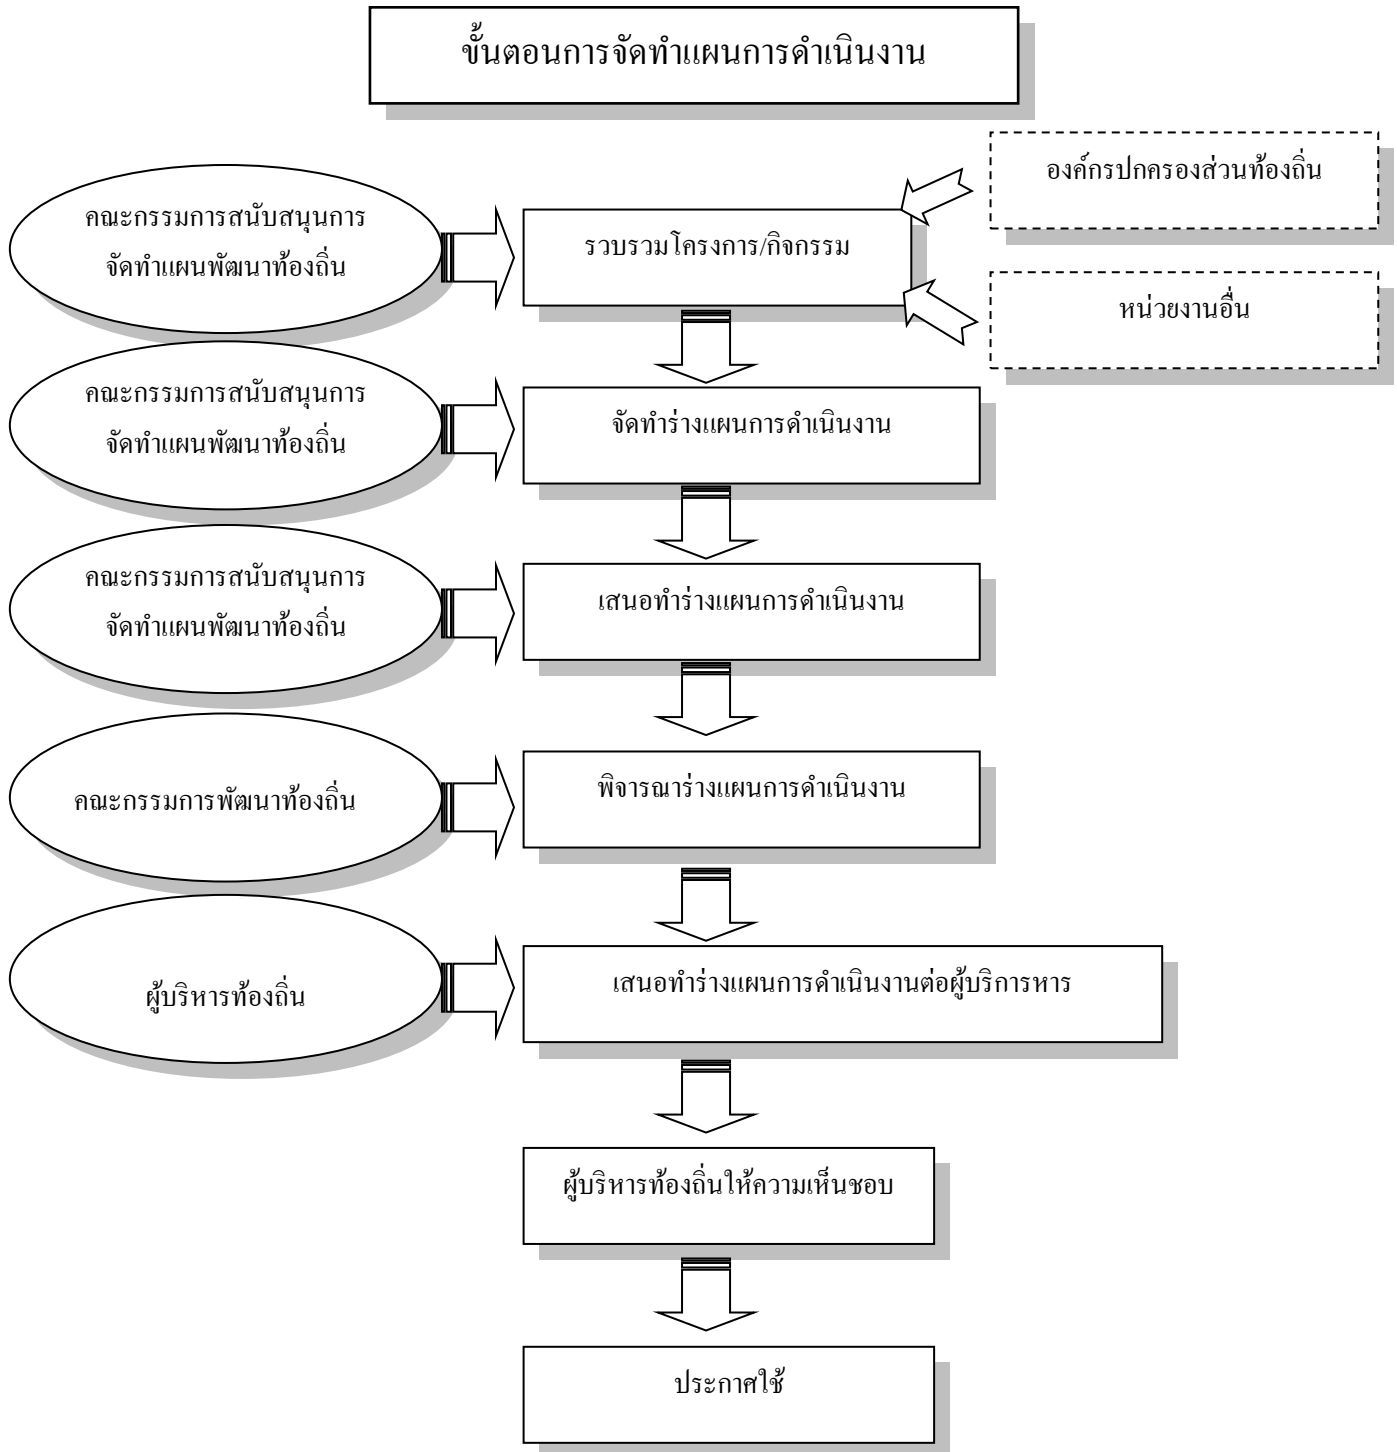 ขั้นตอนการจัดทำแผนการดำเนินงาน
องค์กรปกครองส่วนท้องถิ่น
คณะกรรมการสนับสนุนการ
จัดทำแผนพัฒนาท้องถิ่น
รวบรวมโครงการ/กิจกรรม
หน่วยงานอื่น
คณะกรรมการสนับสนุนการ
จัดทำแผนพัฒนาท้องถิ่น
จัดทำร่างแผนการดำเนินงาน
คณะกรรมการสนับสนุนการ
จัดทำแผนพัฒนาท้องถิ่น
เสนอทำร่างแผนการดำเนินงาน
คณะกรรมการพัฒนาท้องถิ่น
พิจารณาร่างแผนการดำเนินงาน
ผู้บริหารท้องถิ่น
เสนอทำร่างแผนการดำเนินงานต่อผู้บริการหาร
ผู้บริหารท้องถิ่นให้ความเห็นชอบ
ประกาศใช้